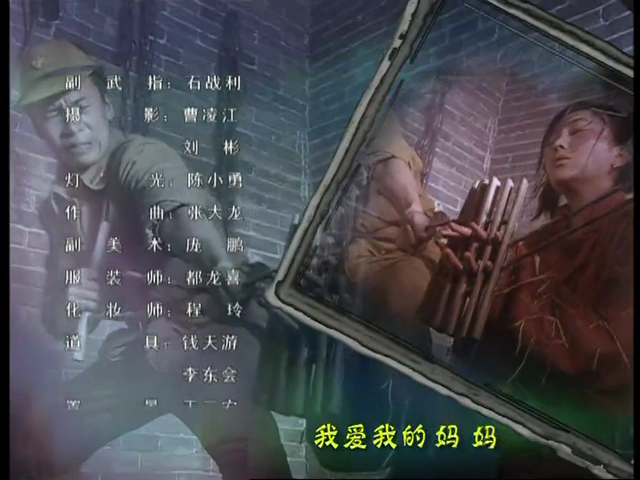 副武指：石战利
摄影：曹凌江
刘彬
灯光：陈小勇
作曲：张大龙
副美术：庞鹏
服装师：都龙喜
化妆师：程玲
道具：钱天游
李东会
我爱我的妈妈